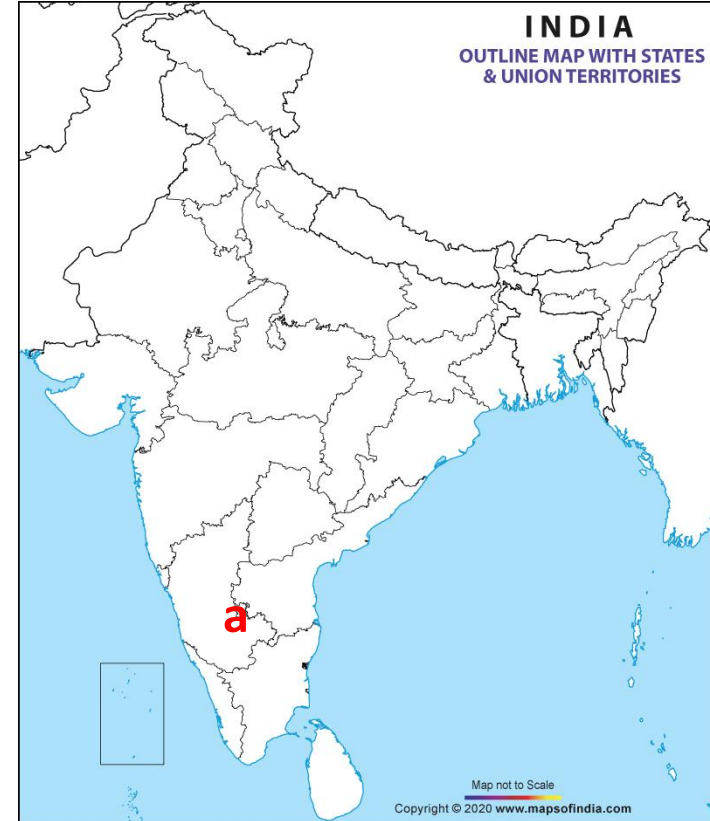 INDIA
OUTLINE MAP WITH STATES
& UNION TERRITORIES
a
Map not to Scale
Copyright © 2020 www.mapsofindia.com